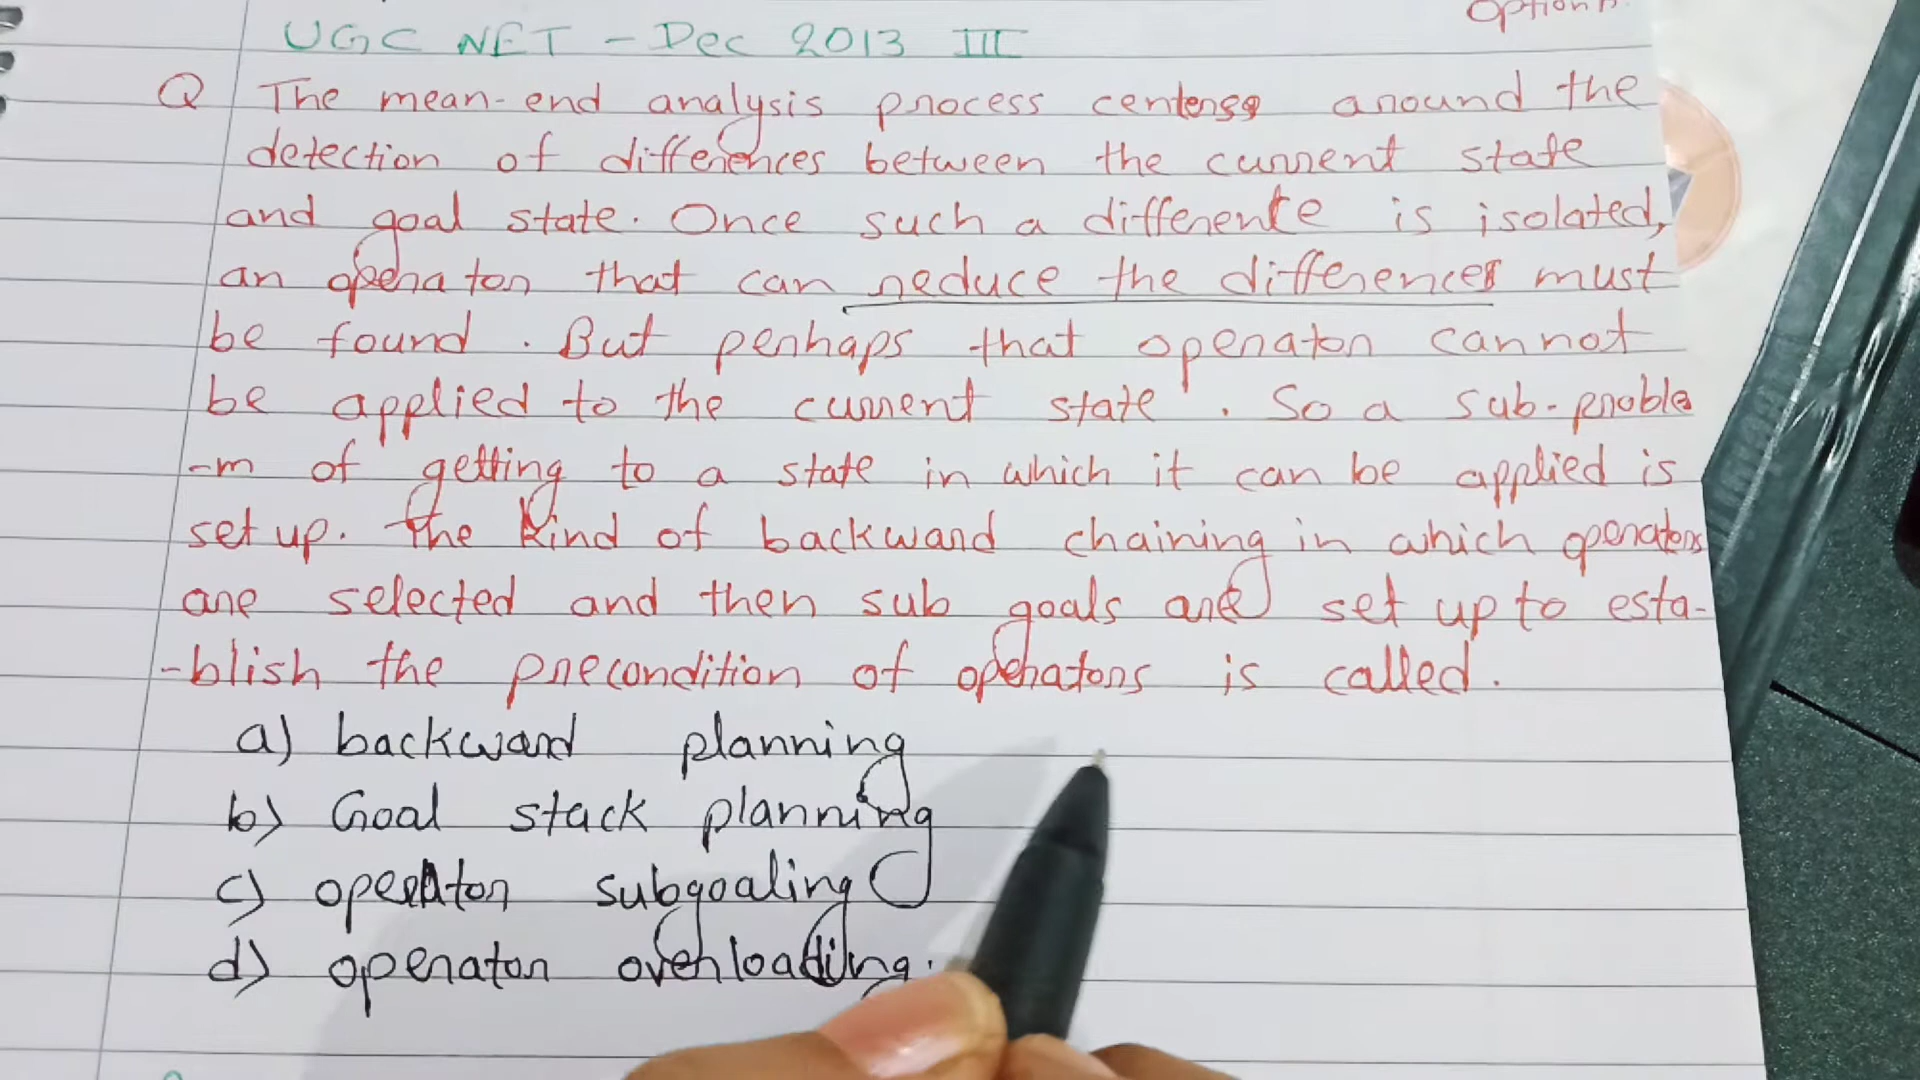 Option
UGC NET - Dec 2013 III
Q The mean-end analysis process centers around the
detection of differences between the current state
and goal state. Once such a difference is isolated,
an operator that can reduce the differences must
be found. But perhaps that operator cannot
be applied to the current state. So a sub-proble
-m of getting to a state in which it can be applied is
set up. The kind of backward chaining in which operators
are selected and then sub goals are set up to esta-
-blish the precondition of operators is called.
a) backward planning
b) Goal stack planning
c) operator subgoaling
d) operator overloading.